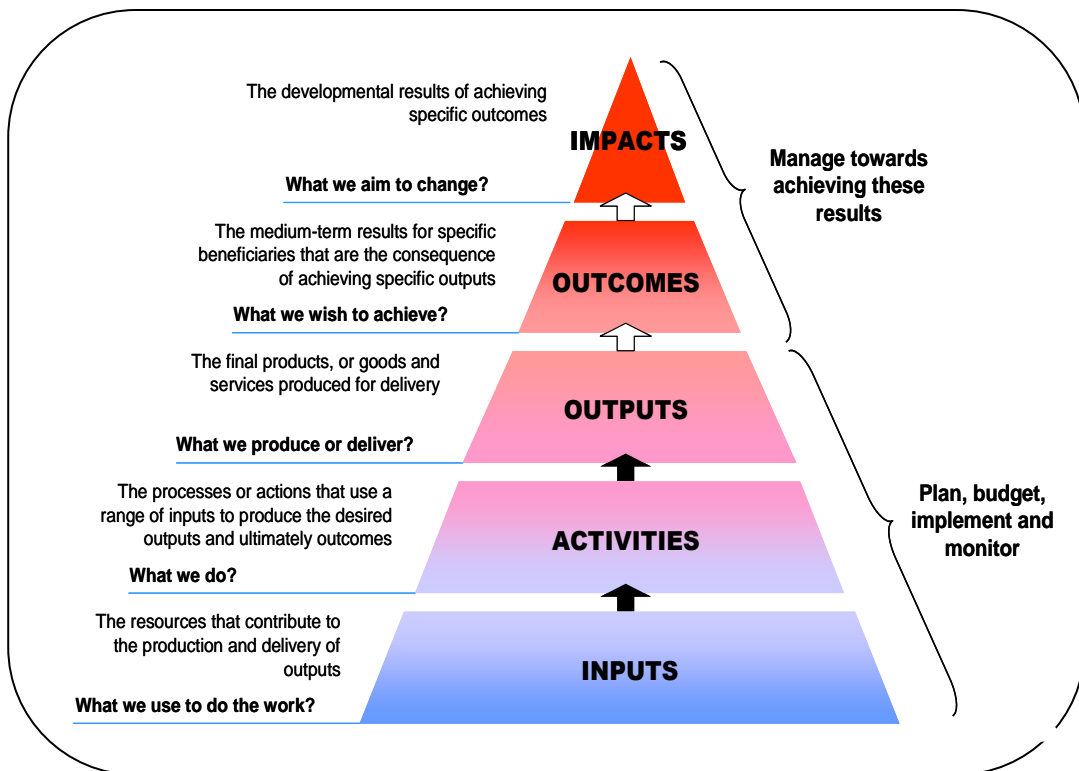 The developmental results of achieving
specific outcomes
IMPACTS
What we aim to change?
Manage towards
achieving these
results
The medium-term results for specific
beneficiaries that are the consequence
of achieving specific outputs
OUTCOMES
What we wish to achieve?
The final products, or goods and
services produced for delivery
OUTPUTS
What we produce or deliver?
The processes or actions that use a
range of inputs to produce the desired
outputs and ultimately outcomes
ACTIVITIES
What we do?
Plan, budget,
implement and
monitor
The resources that contribute to
the production and delivery of
outputs
INPUTS
What we use to do the work?